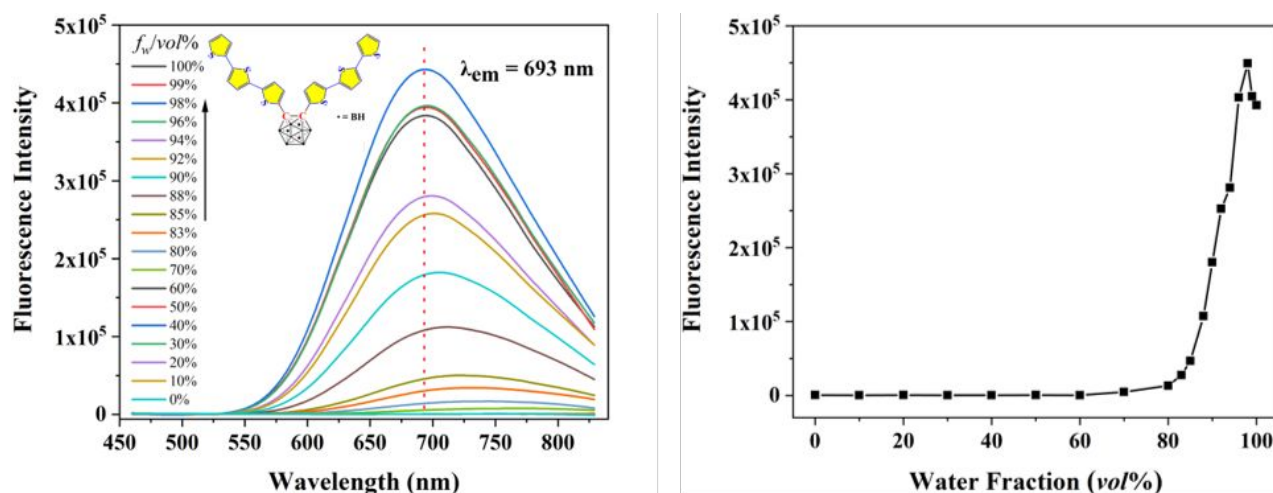 5x10⁵
4x10⁵
3x10⁵
2x10⁵
1x10⁵
0
Fluorescence Intensity
f_w/vol%
100%
99%
98%
96%
94%
92%
90%
88%
85%
83%
80%
70%
60%
50%
40%
30%
20%
10%
0%
S
S
S
S
S
S
C C
• = BH
λem = 693 nm
450 500 550 600 650 700 750 800
Wavelength (nm)
5x10⁵
4x10⁵
3x10⁵
2x10⁵
1x10⁵
0
Fluorescence Intensity
0 20 40 60 80 100
Water Fraction (vol%)